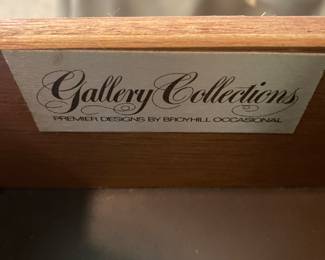 Gallery Collections
PREMIER DESIGNS BY BROYHILL OCCASIONAL